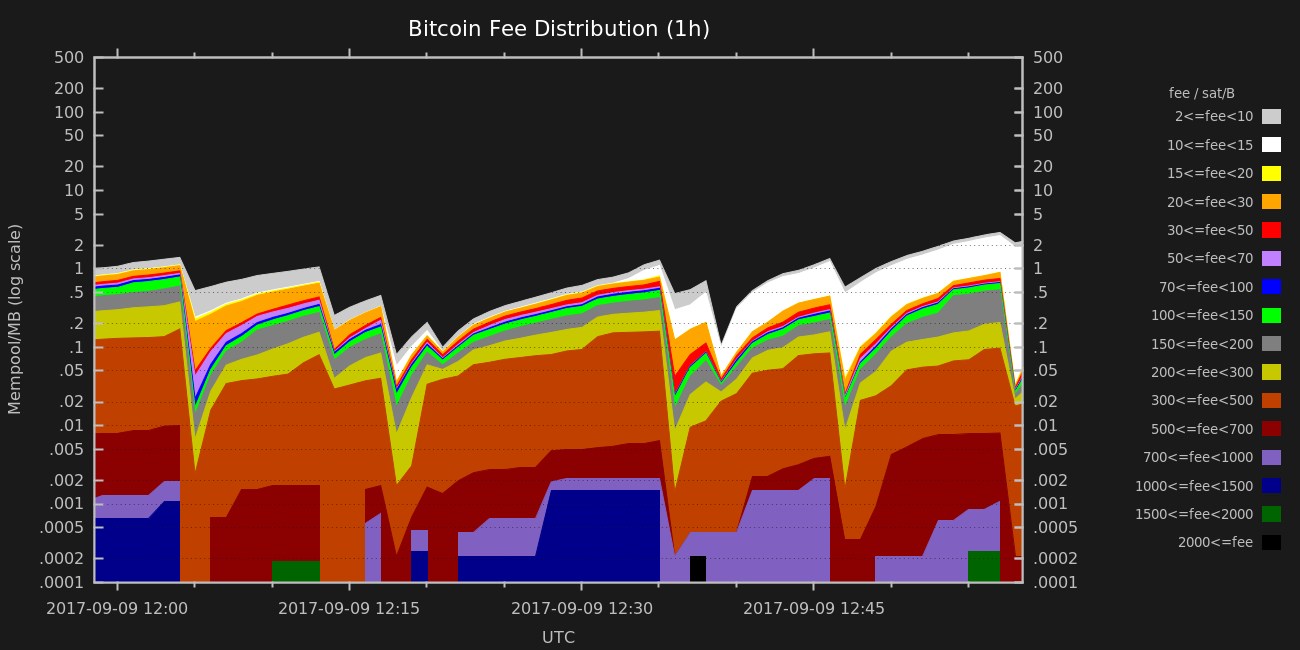 Bitcoin Fee Distribution (1h)
500 500
200 200
100 100
50 50
20 20
10 10
5 5
2 2
1 1
.5 .5
.2 .2
.1 .1
.05 .05
.02 .02
.01 .01
.005 .005
.002 .002
.001 .001
.0005 .0005
.0002 .0002
.0001 .0001
Mempool/MB (log scale)
2017-09-09 12:00 2017-09-09 12:15 2017-09-09 12:30 2017-09-09 12:45
UTC
fee / sat/B
2<=fee<10
10<=fee<15
15<=fee<20
20<=fee<30
30<=fee<50
50<=fee<70
70<=fee<100
100<=fee<150
150<=fee<200
200<=fee<300
300<=fee<500
500<=fee<700
700<=fee<1000
1000<=fee<1500
1500<=fee<2000
2000<=fee